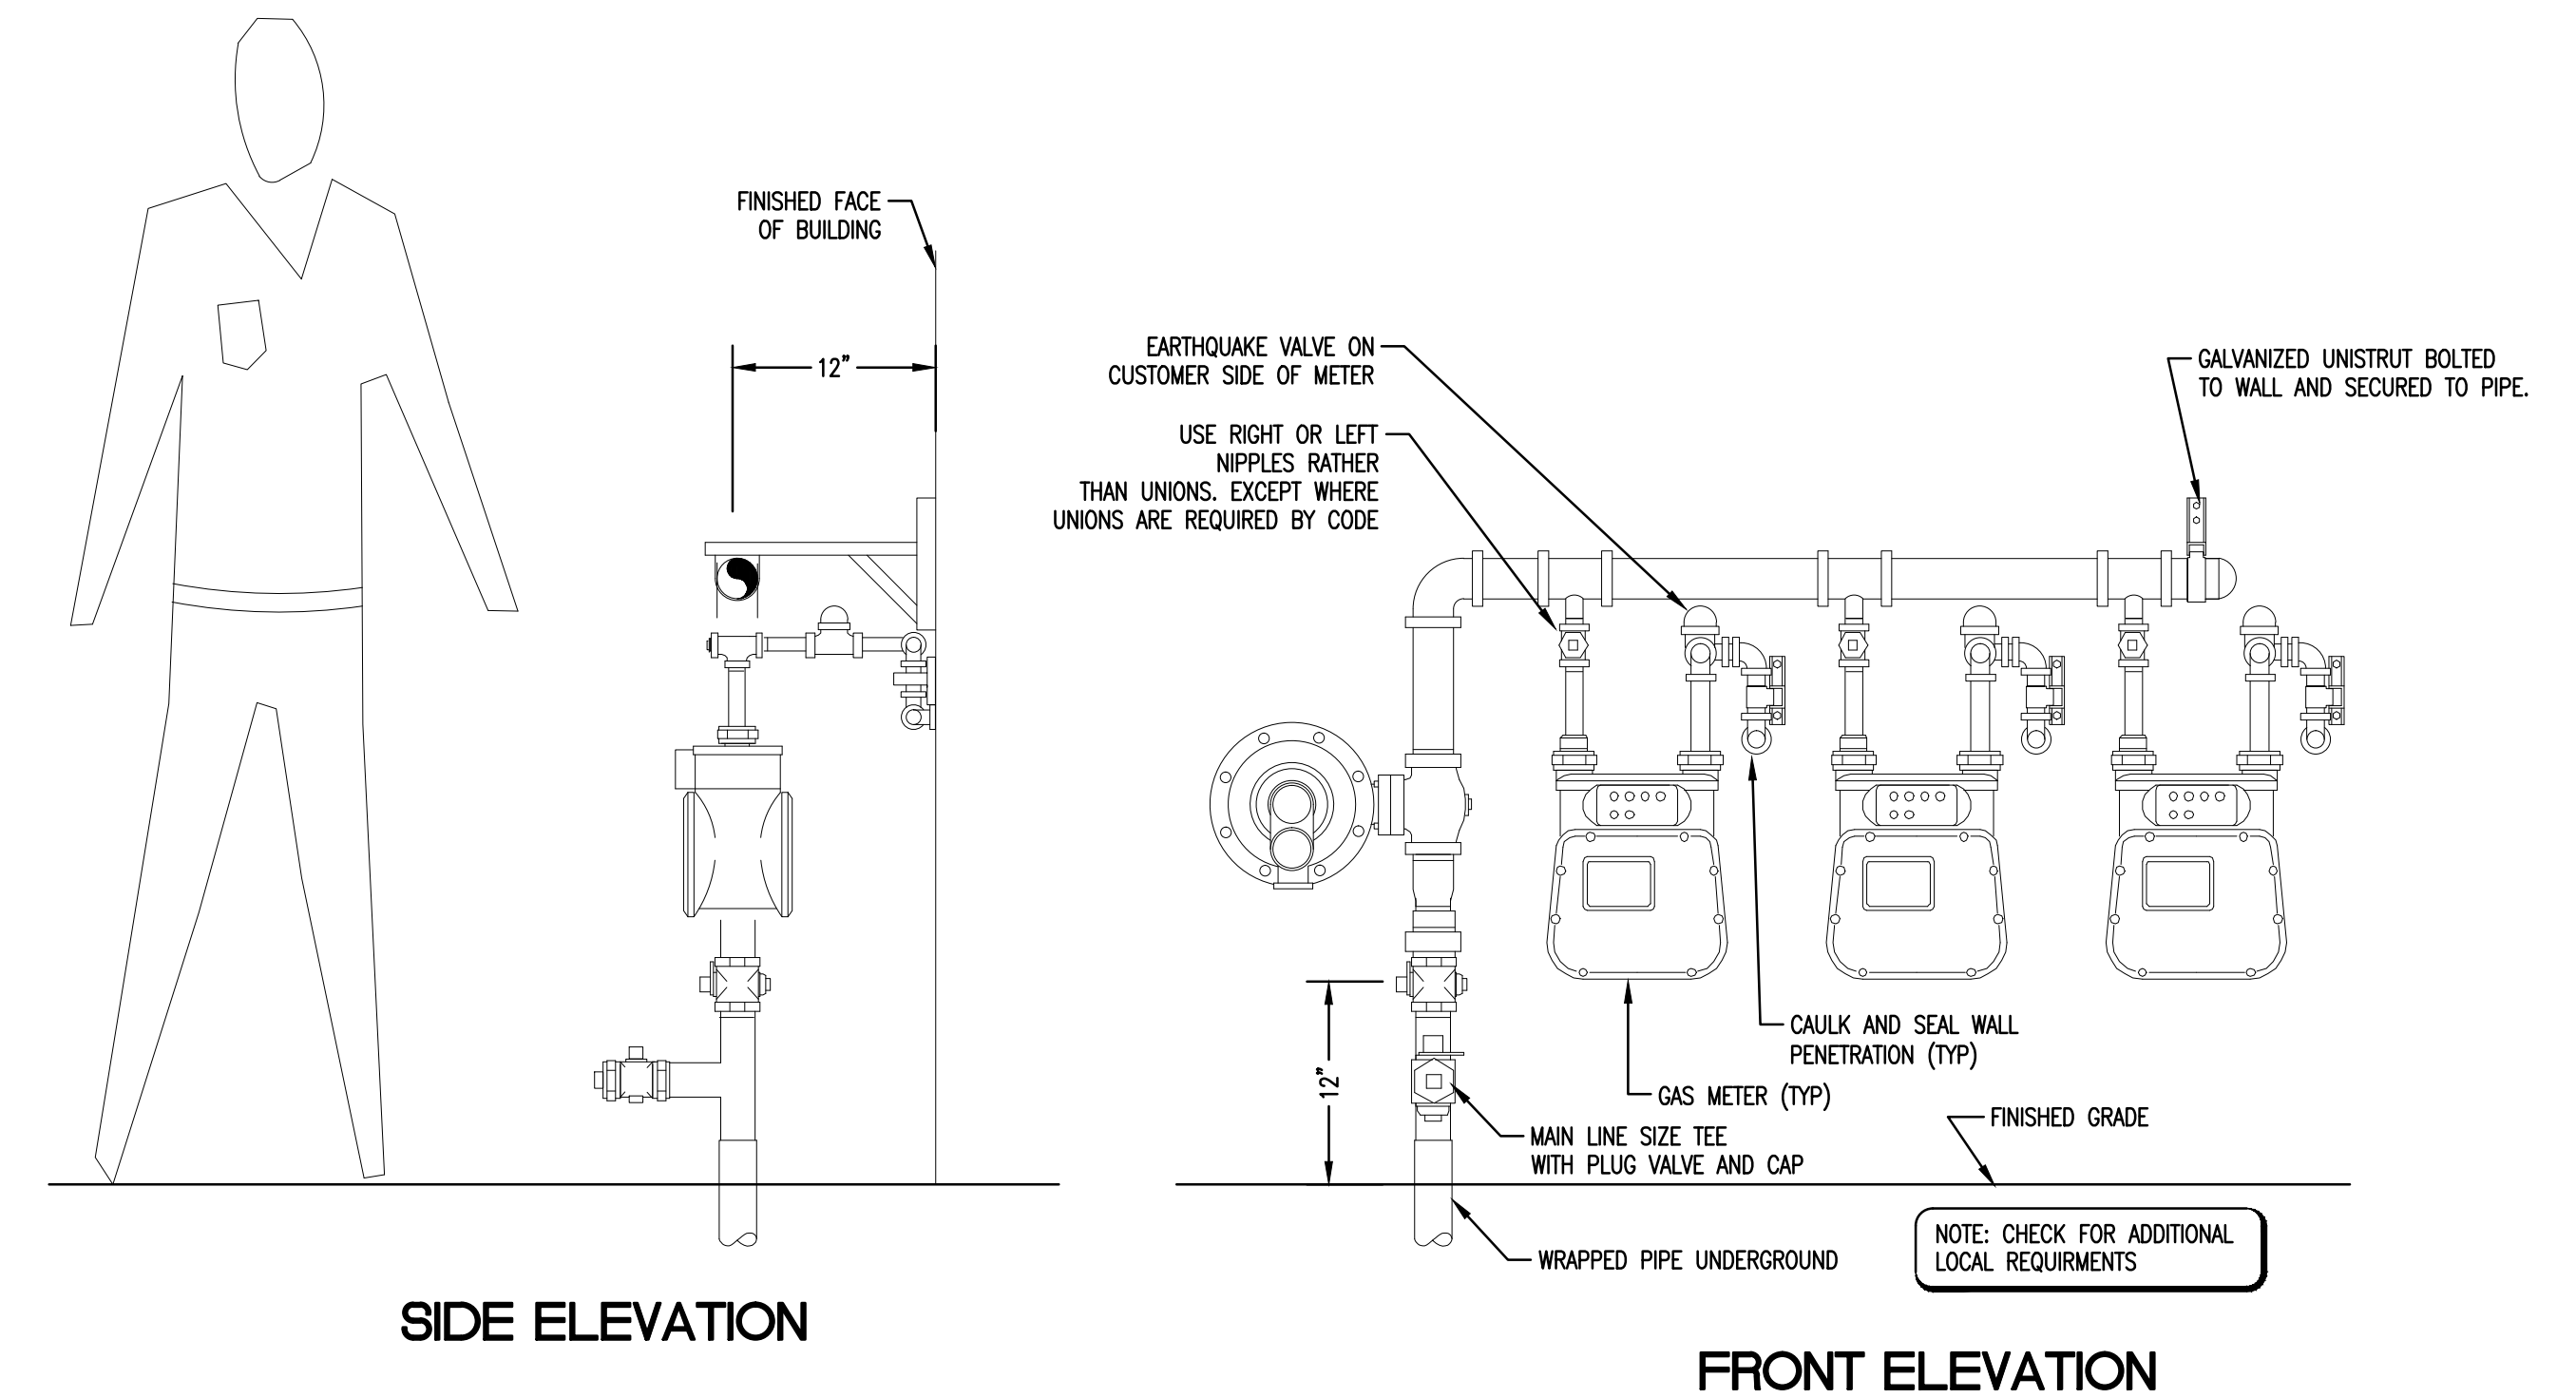 FINISHED FACE
OF BUILDING
12"
SIDE ELEVATION
EARTHQUAKE VALVE ON
CUSTOMER SIDE OF METER
USE RIGHT OR LEFT
NIPPLES RATHER
THAN UNIONS. EXCEPT WHERE
UNIONS ARE REQUIRED BY CODE
GALVANIZED UNISTRUT BOLTED
TO WALL AND SECURED TO PIPE.
12"
CAULK AND SEAL WALL
PENETRATION (TYP)
GAS METER (TYP)
MAIN LINE SIZE TEE
WITH PLUG VALVE AND CAP
FINISHED GRADE
WRAPPED PIPE UNDERGROUND
NOTE: CHECK FOR ADDITIONAL
LOCAL REQUIRMENTS
FRONT ELEVATION